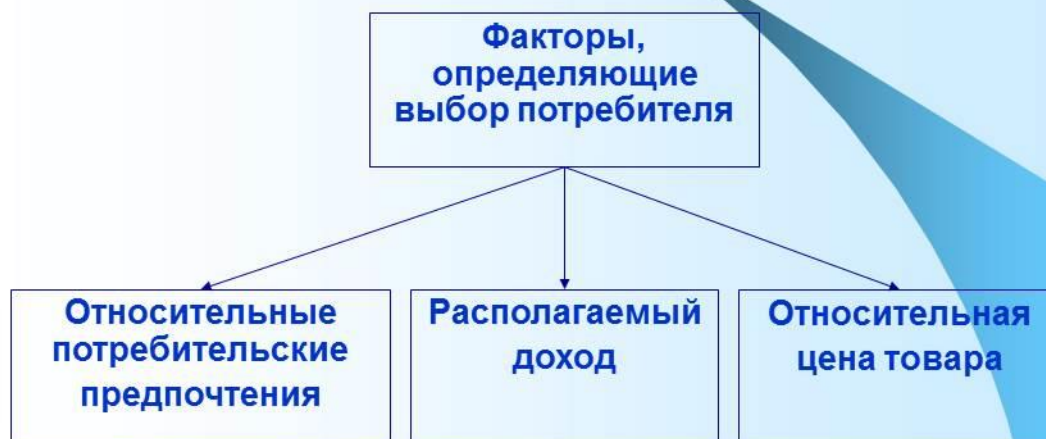 Факторы,
определяющие
выбор потребителя
Относительные
потребительские
предпочтения
Располагаемый
доход
Относительная
цена товара